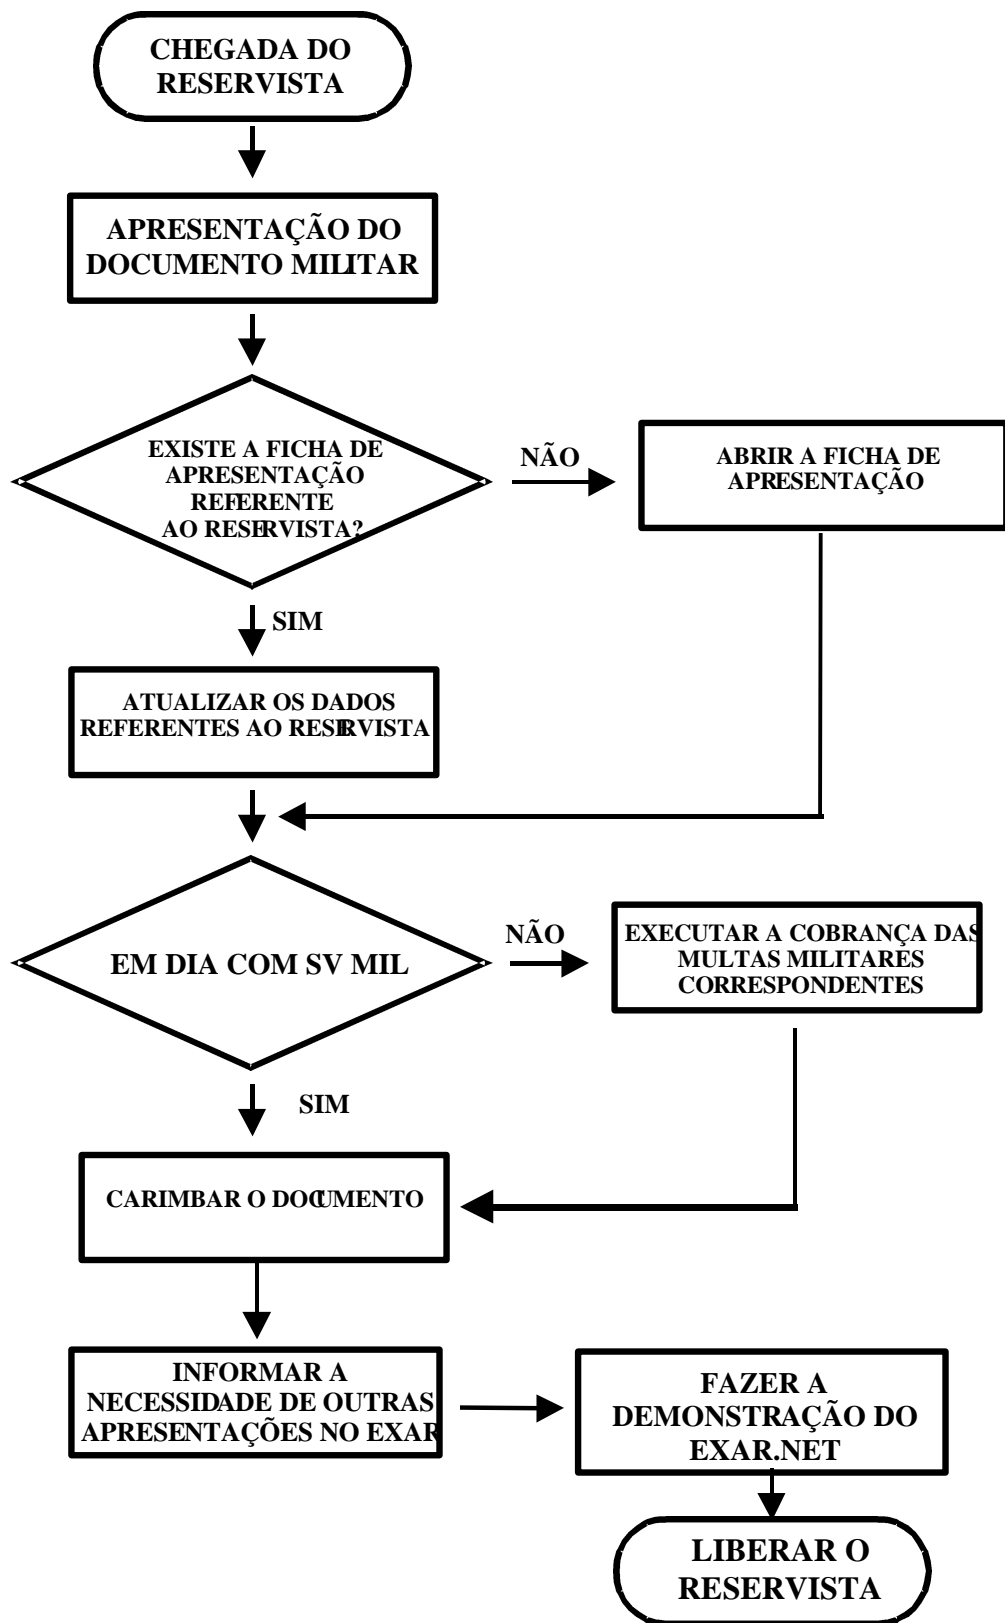 CHEGADA DO
RESERVISTA
APRESENTAÇÃO DO
DOCUMENTO MILITAR
EXISTE A FICHA DE
APRESENTAÇÃO
REFERENTE
AO RESERVISTA?
NÃO
ABRIR A FICHA DE
APRESENTAÇÃO
SIM
ATUALIZAR OS DADOS
REFERENTES AO RESERVISTA
EM DIA COM SV MIL
NÃO
EXECUTAR A COBRANÇA DAS
MULTAS MILITARES
CORRESPONDENTES
SIM
CARIMBAR O DOCUMENTO
INFORMAR A
NECESSIDADE DE OUTRAS
APRESENTAÇÕES NO EXAR
FAZER A
DEMONSTRAÇÃO DO
EXAR.NET
LIBERAR O
RESERVISTA